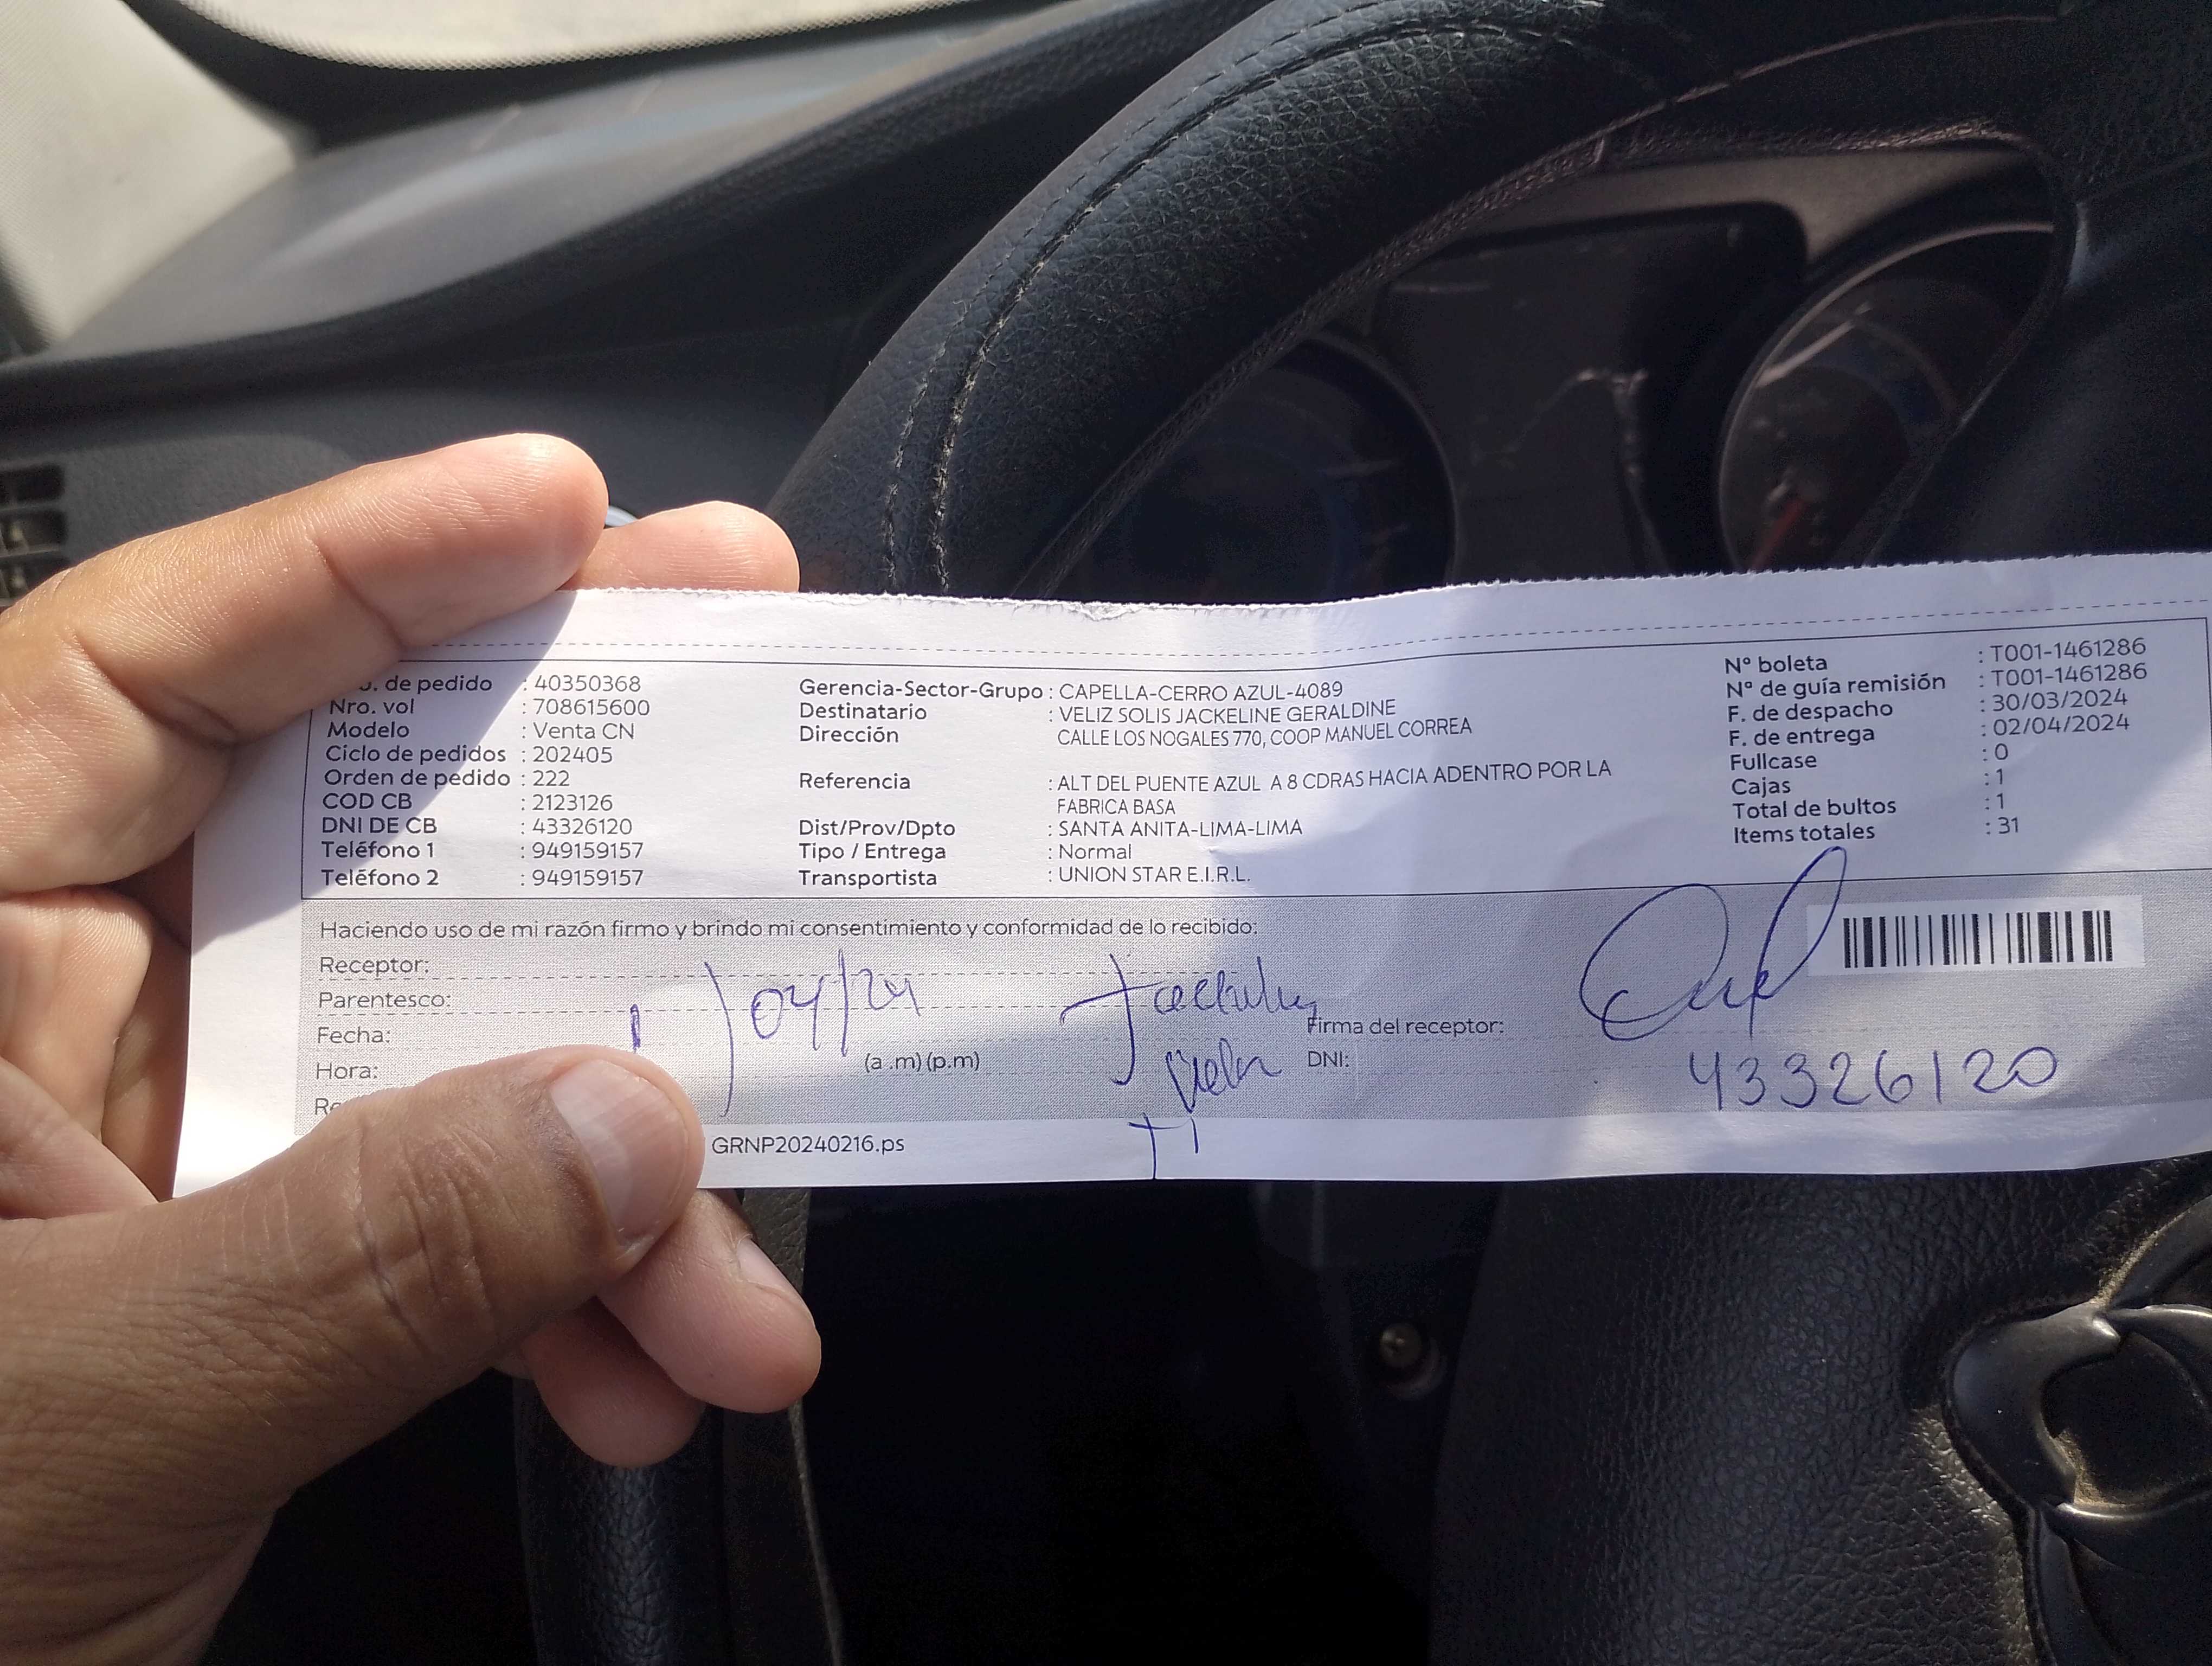 . de pedido : 40350368
Nro. vol : 708615600
Modelo : Venta CN
Ciclo de pedidos : 202405
Orden de pedido : 222
COD CB : 2123126
DNI DE CB : 43326120
Teléfono 1 : 949159157
Teléfono 2 : 949159157
Gerencia-Sector-Grupo : CAPELLA-CERRO AZUL-4089
Destinatario : VELIZ SOLIS JACKELINE GERALDINE
Dirección CALLE LOS NOGALES 770, COOP MANUEL CORREA
Referencia : ALT DEL PUENTE AZUL A 8 CDRAS HACIA ADENTRO POR LA
FABRICA BASA
Dist/Prov/Dpto : SANTA ANITA-LIMA-LIMA
Tipo / Entrega : Normal
Transportista : UNION STAR E.I.R.L.
Nº boleta : T001-1461286
Nº de guía remisión : T001-1461286
F. de despacho : 30/03/2024
F. de entrega : 02/04/2024
Fullcase : 0
Cajas : 1
Total de bultos : 1
Items totales : 31
Haciendo uso de mi razón firmo y brindo mi consentimiento y conformidad de lo recibido:
Receptor:
Parentesco:
Fecha: 1/04/24
Hora: (a .m) (p.m)
Firma del receptor:
DNI: 43326120
GRNP20240216.ps